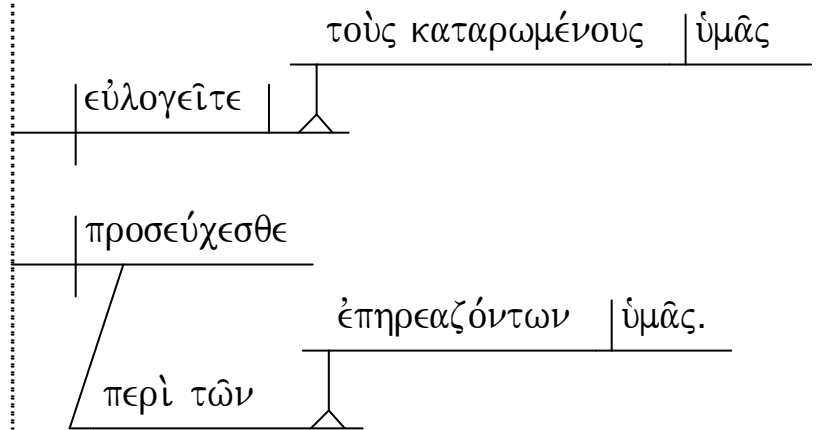 τοὺς καταρωμένους ὑμᾶς
εὐλογεῖτε
προσεύχεσθε
ἐπηρεαζόντων ὑμᾶς.
περὶ τῶν